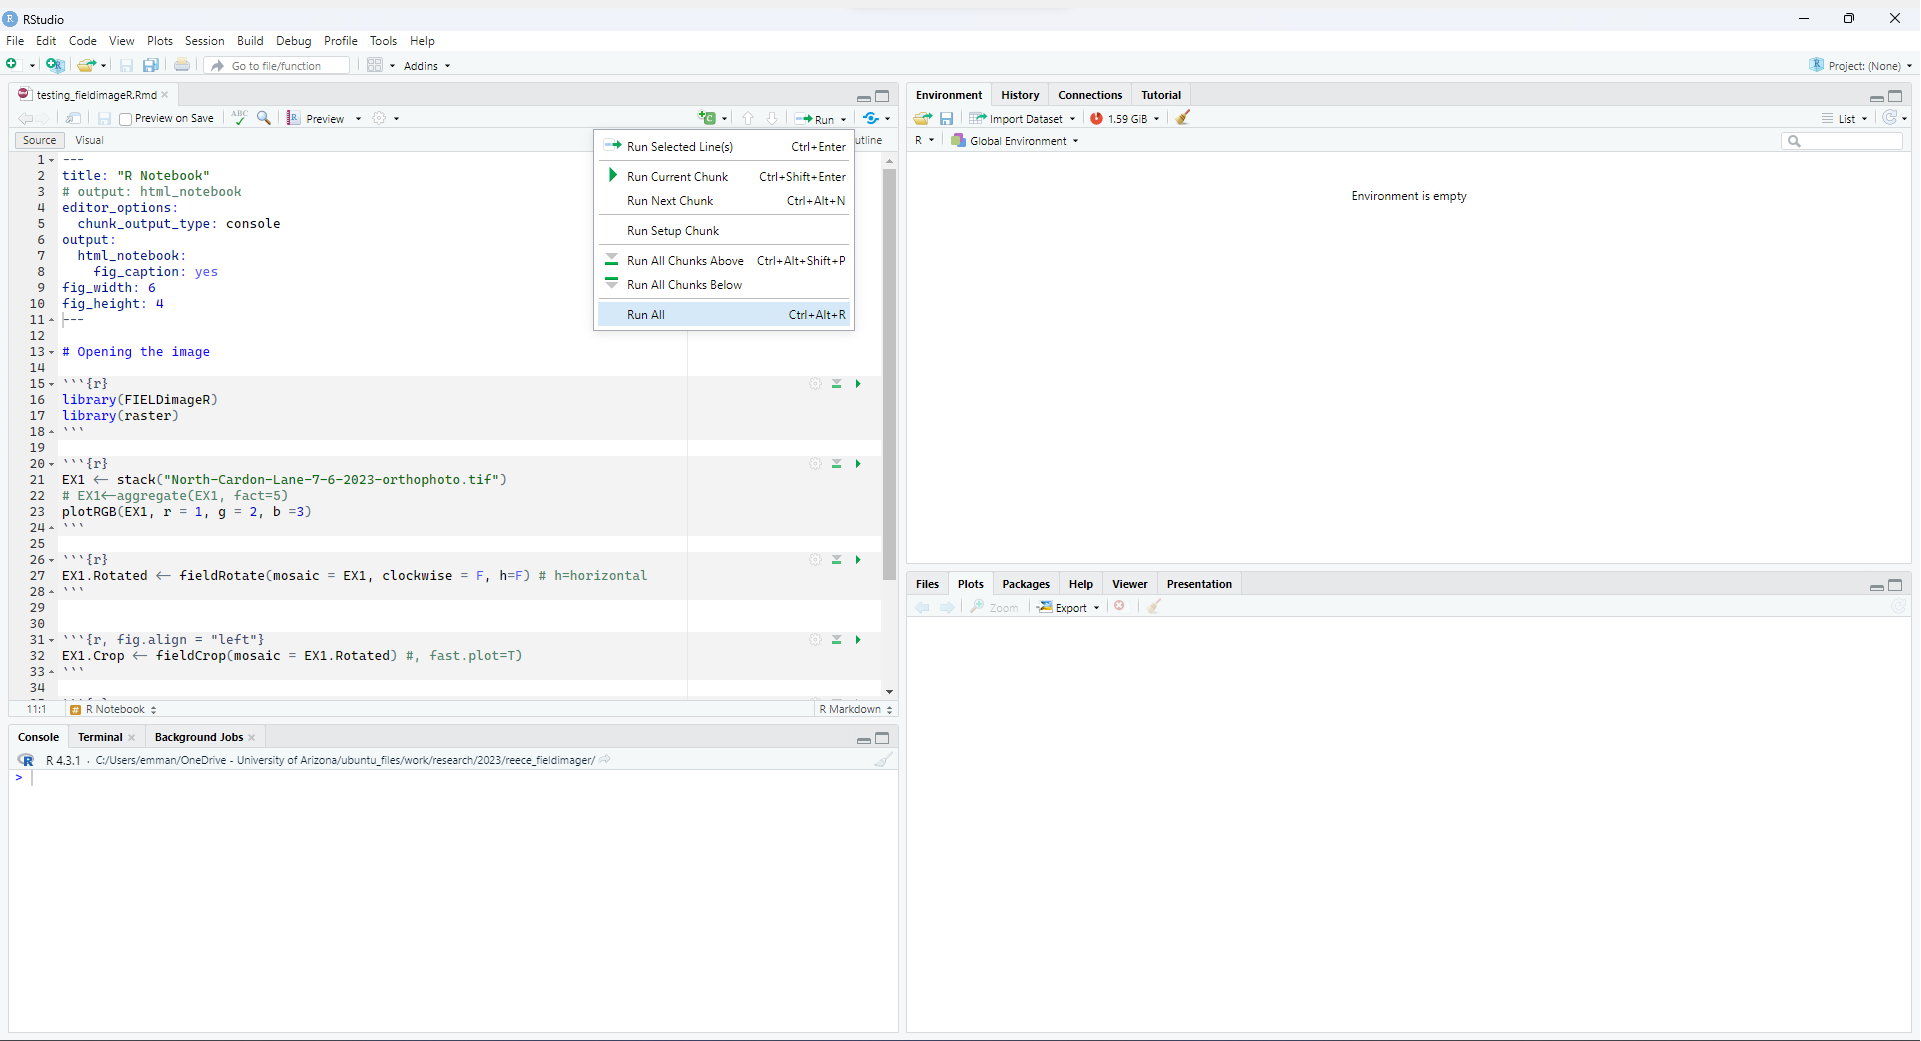 RStudio
File Edit Code View Plots Session Build Debug Profile Tools Help
Go to file/function Addins Project: (None)
testing_fieldimageR.Rmd
Preview on Save ABC Preview Run
Source Visual utline
Run Selected Line(s) Ctrl+Enter
Run Current Chunk Ctrl+Shift+Enter
Run Next Chunk Ctrl+Alt+N
Run Setup Chunk
Run All Chunks Above Ctrl+Alt+Shift+P
Run All Chunks Below
Run All Ctrl+Alt+R
1 ---
2 title: "R Notebook"
3 # output: html_notebook
4 editor_options:
5 chunk_output_type: console
6 output:
7 html_notebook:
8 fig_caption: yes
9 fig_width: 6
10 fig_height: 4
11 ---
12
13 # Opening the image
14
15 ```{r}
16 library(FIELDimageR)
17 library(raster)
18 ```
19
20 ```{r}
21 EX1 <- stack("North-Cardon-Lane-7-6-2023-orthophoto.tif")
22 # EX1<-aggregate(EX1, fact=5)
23 plotRGB(EX1, r = 1, g = 2, b =3)
24 ```
25
26 ```{r}
27 EX1.Rotated <- fieldRotate(mosaic = EX1, clockwise = F, h=F) # h=horizontal
28 ```
29
30
31 ```{r, fig.align = "left"}
32 EX1.Crop <- fieldCrop(mosaic = EX1.Rotated) #, fast.plot=T)
33 ```
34
11:1 # R Notebook R Markdown
Console Terminal Background Jobs
R 4.3.1 · C:/Users/emman/OneDrive - University of Arizona/ubuntu_files/work/research/2023/reece_fieldimager/
>
Environment History Connections Tutorial
Import Dataset 1.59 GiB List
R Global Environment
Environment is empty
Files Plots Packages Help Viewer Presentation
Zoom Export